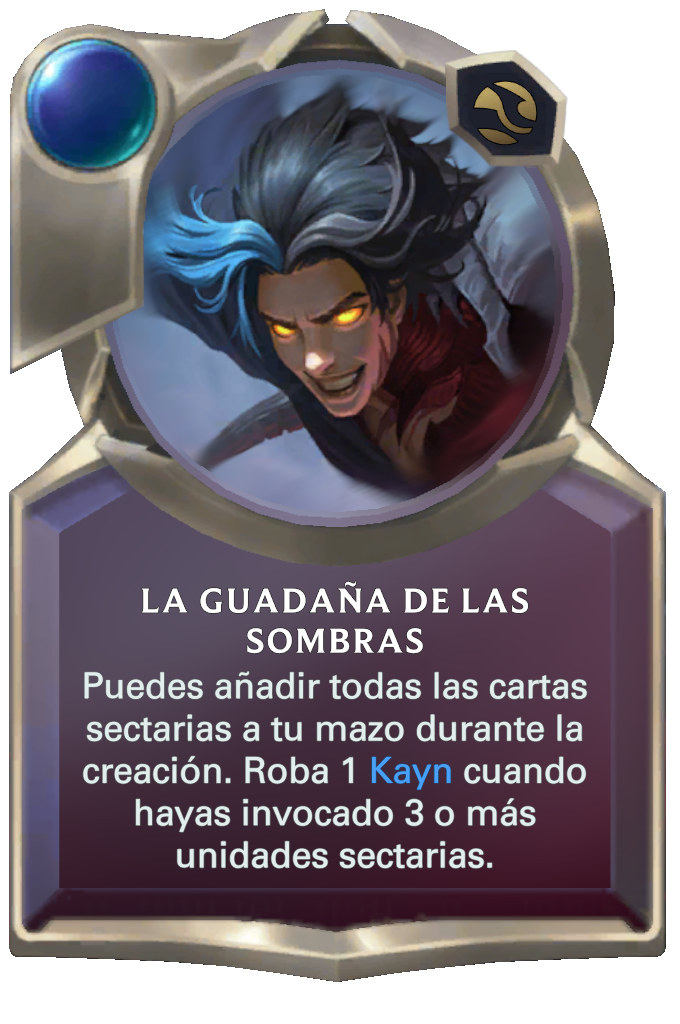 LA GUADAÑA DE LAS
SOMBRAS
Puedes añadir todas las cartas
sectarias a tu mazo durante la
creación. Roba 1 Kayn cuando
hayas invocado 3 o más
unidades sectarias.